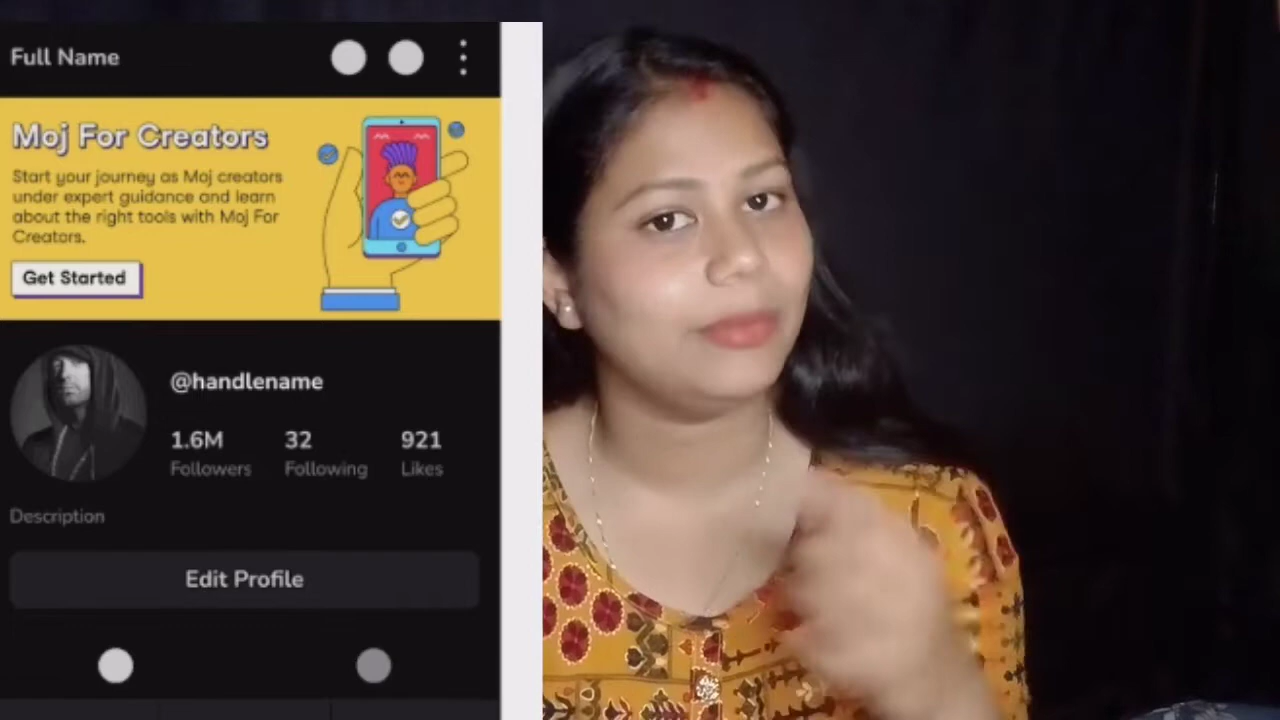 Full Name
Moj For Creators
Start your journey as Moj creators
under expert guidance and learn
about the right tools with Moj For
Creators.
Get Started
@handlename
1.6M 32 921
Followers Following Likes
Description
Edit Profile